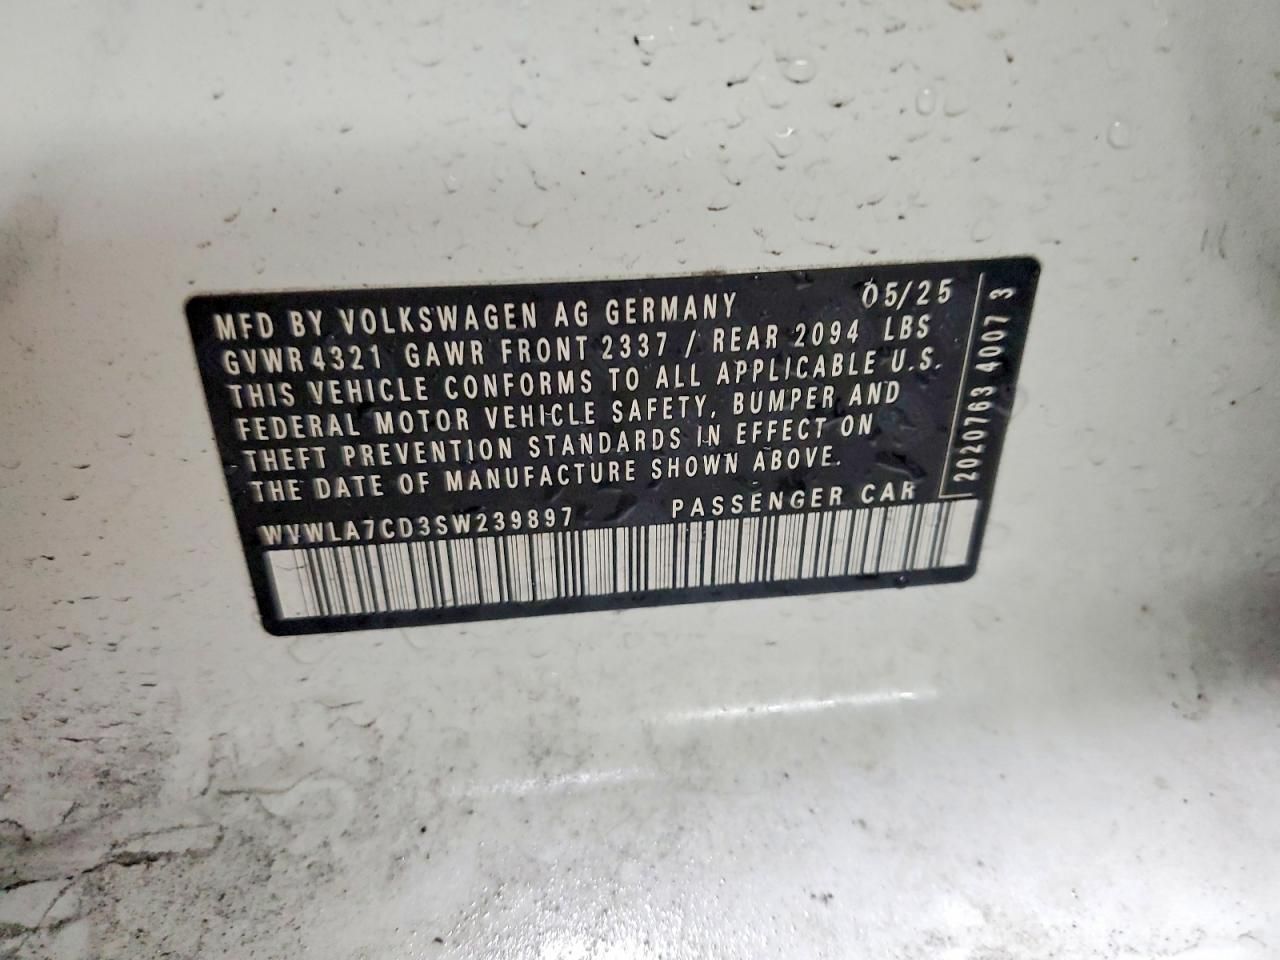 MFD BY VOLKSWAGEN AG GERMANY 05/25
GVWR 4321 GAWR FRONT 2337 / REAR 2094 LBS
THIS VEHICLE CONFORMS TO ALL APPLICABLE U.S.
FEDERAL MOTOR VEHICLE SAFETY, BUMPER AND
THEFT PREVENTION STANDARDS IN EFFECT ON
THE DATE OF MANUFACTURE SHOWN ABOVE.
WVWLA7CD3SW239897 PASSENGER CAR
2020763 4007 3